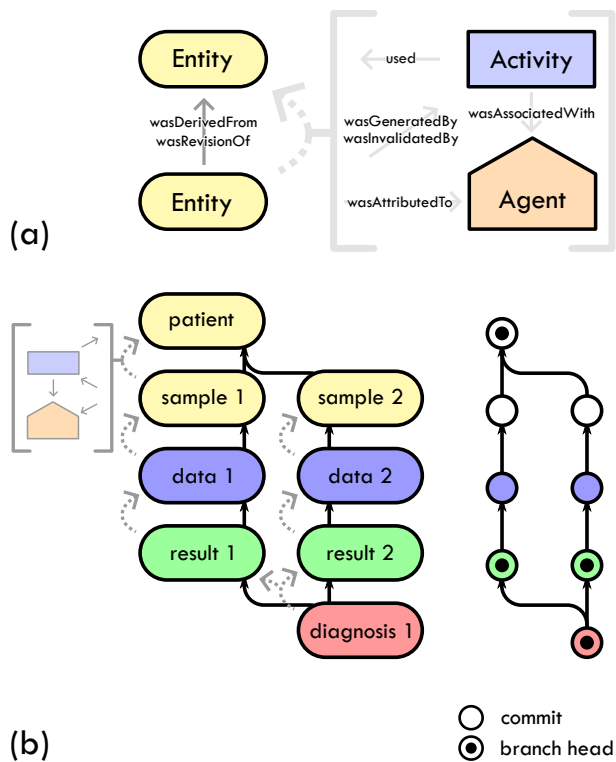 Entity
used
Activity
wasDerivedFrom
wasRevisionOf
wasGeneratedBy
wasInvalidatedBy
wasAssociatedWith
Entity
wasAttributedTo
Agent
(a)
patient
sample 1
sample 2
data 1
data 2
result 1
result 2
diagnosis 1
commit
(b)
branch head